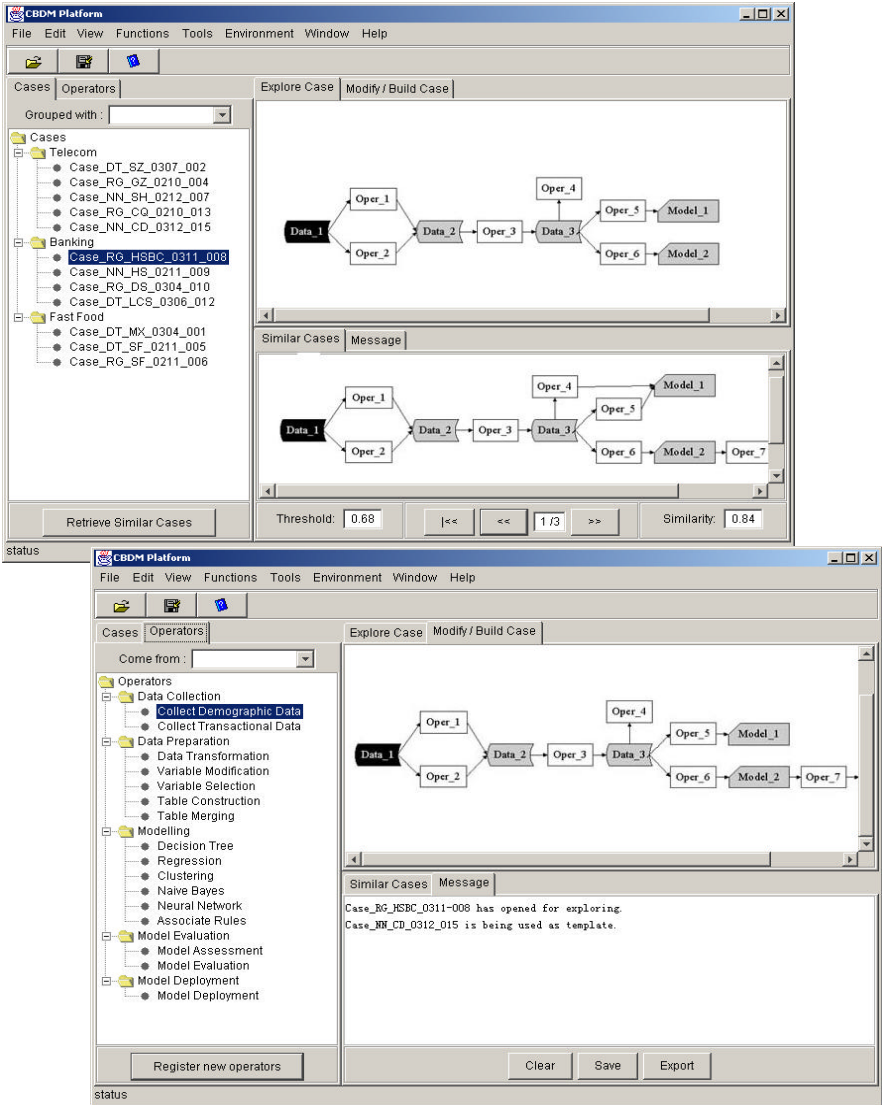 CBDM Platform
File Edit View Functions Tools Environment Window Help
Cases Operators
Grouped with :
Cases
Telecom
Case_DT_SZ_0307_002
Case_RG_GZ_0210_004
Case_NN_SH_0212_007
Case_RG_CQ_0210_013
Case_NN_CD_0312_015
Banking
Case_RG_HSBC_0311_008
Case_NN_HS_0211_009
Case_RG_DS_0304_010
Case_DT_LCS_0306_012
Fast Food
Case_DT_MX_0304_001
Case_DT_SF_0211_005
Case_RG_SF_0211_006
Retrieve Similar Cases
Explore Case Modify / Build Case
Oper_4
Oper_1 Oper_5 Model_1
Data_1 Data_2 Oper_3 Data_3
Oper_2 Oper_6 Model_2
Similar Cases Message
Oper_4 Model_1
Oper_1 Oper_5
Data_1 Data_2 Oper_3 Data_3
Oper_2 Oper_6 Model_2 Oper_7
Threshold: 0.68 |<< << 1 /3 >> Similarity: 0.84
status
CBDM Platform
File Edit View Functions Tools Environment Window Help
Cases Operators
Come from :
Operators
Data Collection
Collect Demographic Data
Collect Transactional Data
Data Preparation
Data Transformation
Variable Modification
Variable Selection
Table Construction
Table Merging
Modelling
Decision Tree
Regression
Clustering
Naive Bayes
Neural Network
Associate Rules
Model Evaluation
Model Assessment
Model Evaluation
Model Deployment
Model Deployment
Register new operators
Explore Case Modify / Build Case
Oper_4
Oper_1 Oper_5 Model_1
Data_1 Data_2 Oper_3 Data_3
Oper_2 Oper_6 Model_2 Oper_7
Similar Cases Message
Case_RG_HSBC_0311-008 has opened for exploring.
Case_NN_CD_0312_015 is being used as template.
Clear Save Export
status